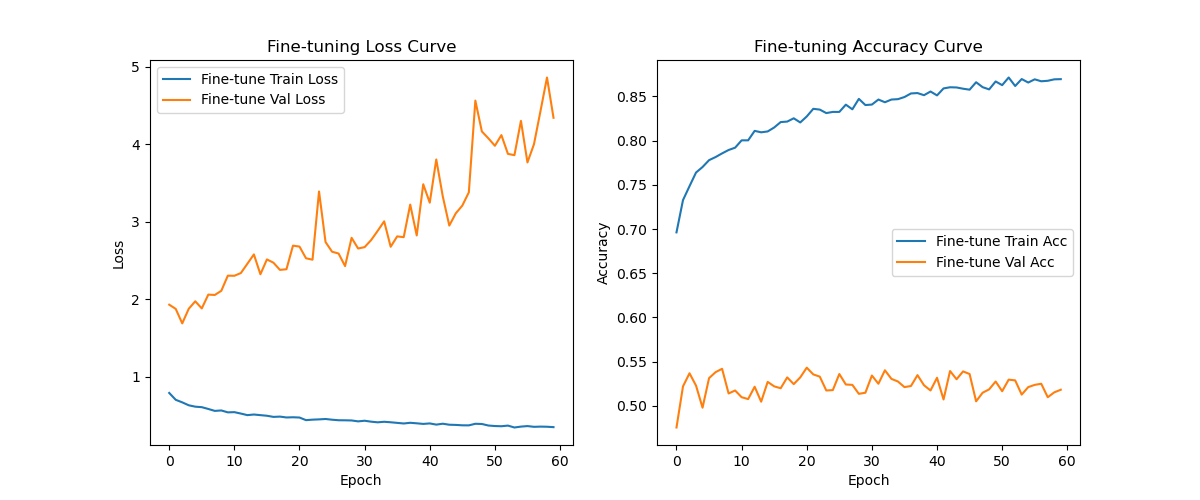 Fine-tuning Loss Curve
Fine-tune Train Loss
Fine-tune Val Loss
5
4
3
2
1
Loss
0 10 20 30 40 50 60
Epoch
Fine-tuning Accuracy Curve
0.85
0.80
0.75
0.70
0.65
0.60
0.55
0.50
Accuracy
Fine-tune Train Acc
Fine-tune Val Acc
0 10 20 30 40 50 60
Epoch